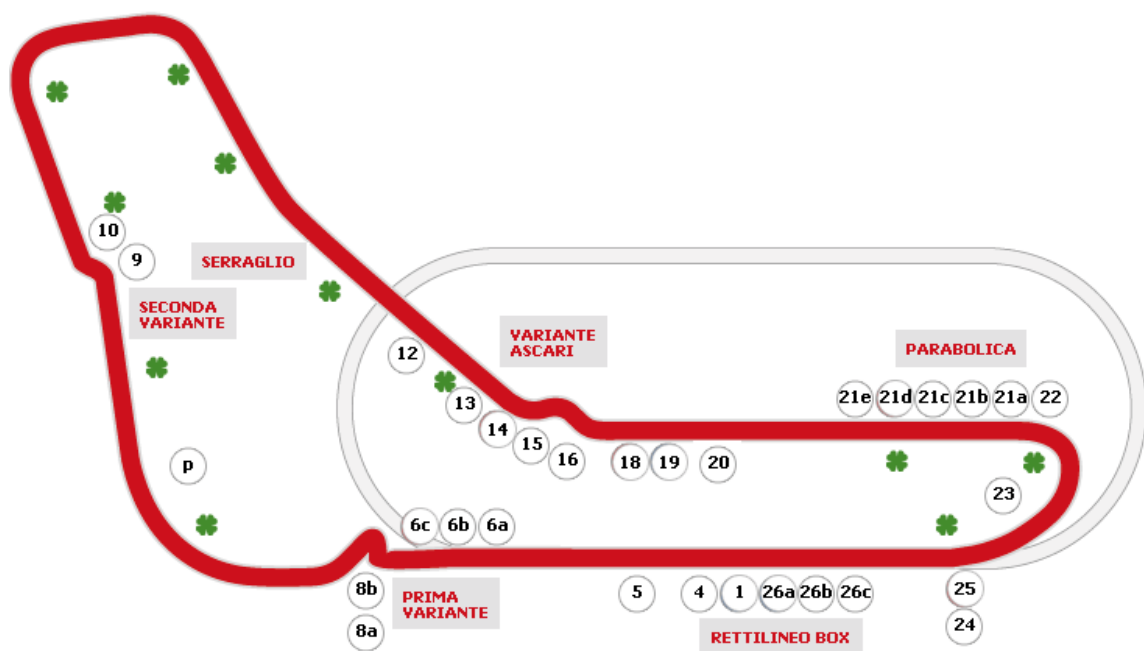 10
9
SERRAGLIO
SECONDA
VARIANTE
VARIANTE
ASCARI
PARABOLICA
12
13
14
15
16
21e 21d 21c 21b 21a 22
18 19 20
P
23
6c 6b 6a
8b
8a
PRIMA
VARIANTE
5 4 1 26a 26b 26c
25
24
RETTILINEO BOX